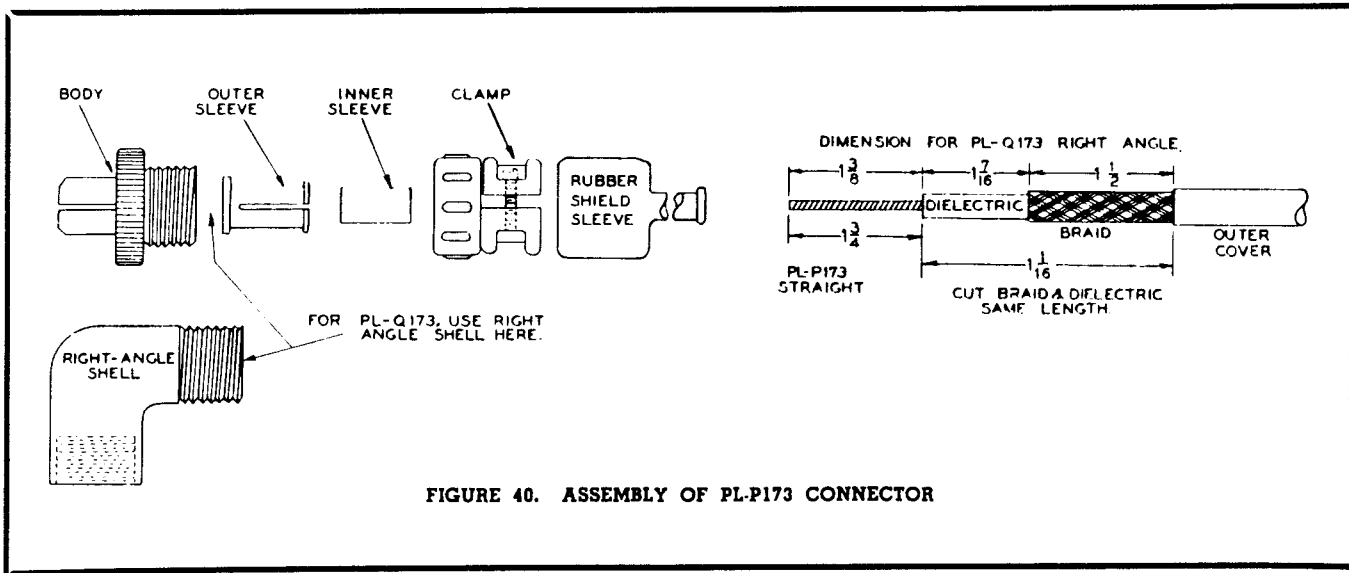 BODY
OUTER
SLEEVE
INNER
SLEEVE
CLAMP
RUBBER
SHIELD
SLEEVE
FOR PL-Q173, USE RIGHT
ANGLE SHELL HERE.
RIGHT-ANGLE
SHELL
DIMENSION FOR PL-Q173 RIGHT ANGLE.
1 3/8
1 7/16
1 1/2
DIELECTRIC
BRAID
OUTER
COVER
1 3/4
1 1/16
PL-P173
STRAIGHT
CUT BRAID & DIELECTRIC
SAME LENGTH.
FIGURE 40. ASSEMBLY OF PL-P173 CONNECTOR